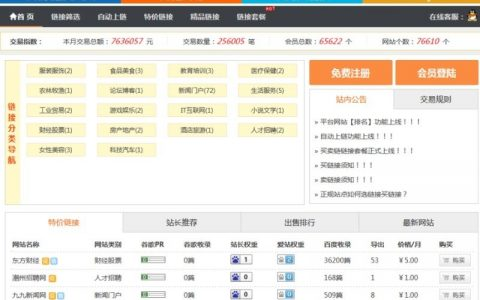 首 页 链接筛选 自动上链 特价链接 精品链接 链接套餐 HOT 在线客服：
交易指数： 本月交易总额：7636057 元 交易数量：256005 笔 会员总数：65622 个 网站个数：76610 个
链接分类导航
服装服饰(2) 食品美食(3) 教育培训(3) 医疗保健(2)
农林牧渔(1) 论坛博客(1) 新闻门户(72) 生活服务(5)
工业贸易(2) 游戏娱乐(2) IT互联网(1) 小说文学(1)
财经股票(1) 房产地产(2) 酒店旅游(1) 人才招聘(2)
女性美容(3) 科技汽车(1)
免费注册 会员登陆
站内公告 交易规则
» 平台网站【排名】功能上线！！！
» 自动上链功能上线！！！
» 买卖链链接套餐正式上线！！！
» 买链接须知！！！
» 卖链接须知！！！
» 正规站点如何选链接买链接？
特价链接 站长推荐 出售排行 最新网站
网站名称 网站类别 谷歌PR 谷歌收录 站长权重 爱站权重 百度收录 导出 价格/月 购买
东方财经 财经股票 0篇 1 2 36200篇 53 ￥5.00 购买
潮州招聘网 人才招聘 0篇 1 0 168篇 1 ￥5.00 购买
九九新闻网 新闻门户 0篇 158篇 8 ￥5.00 购买